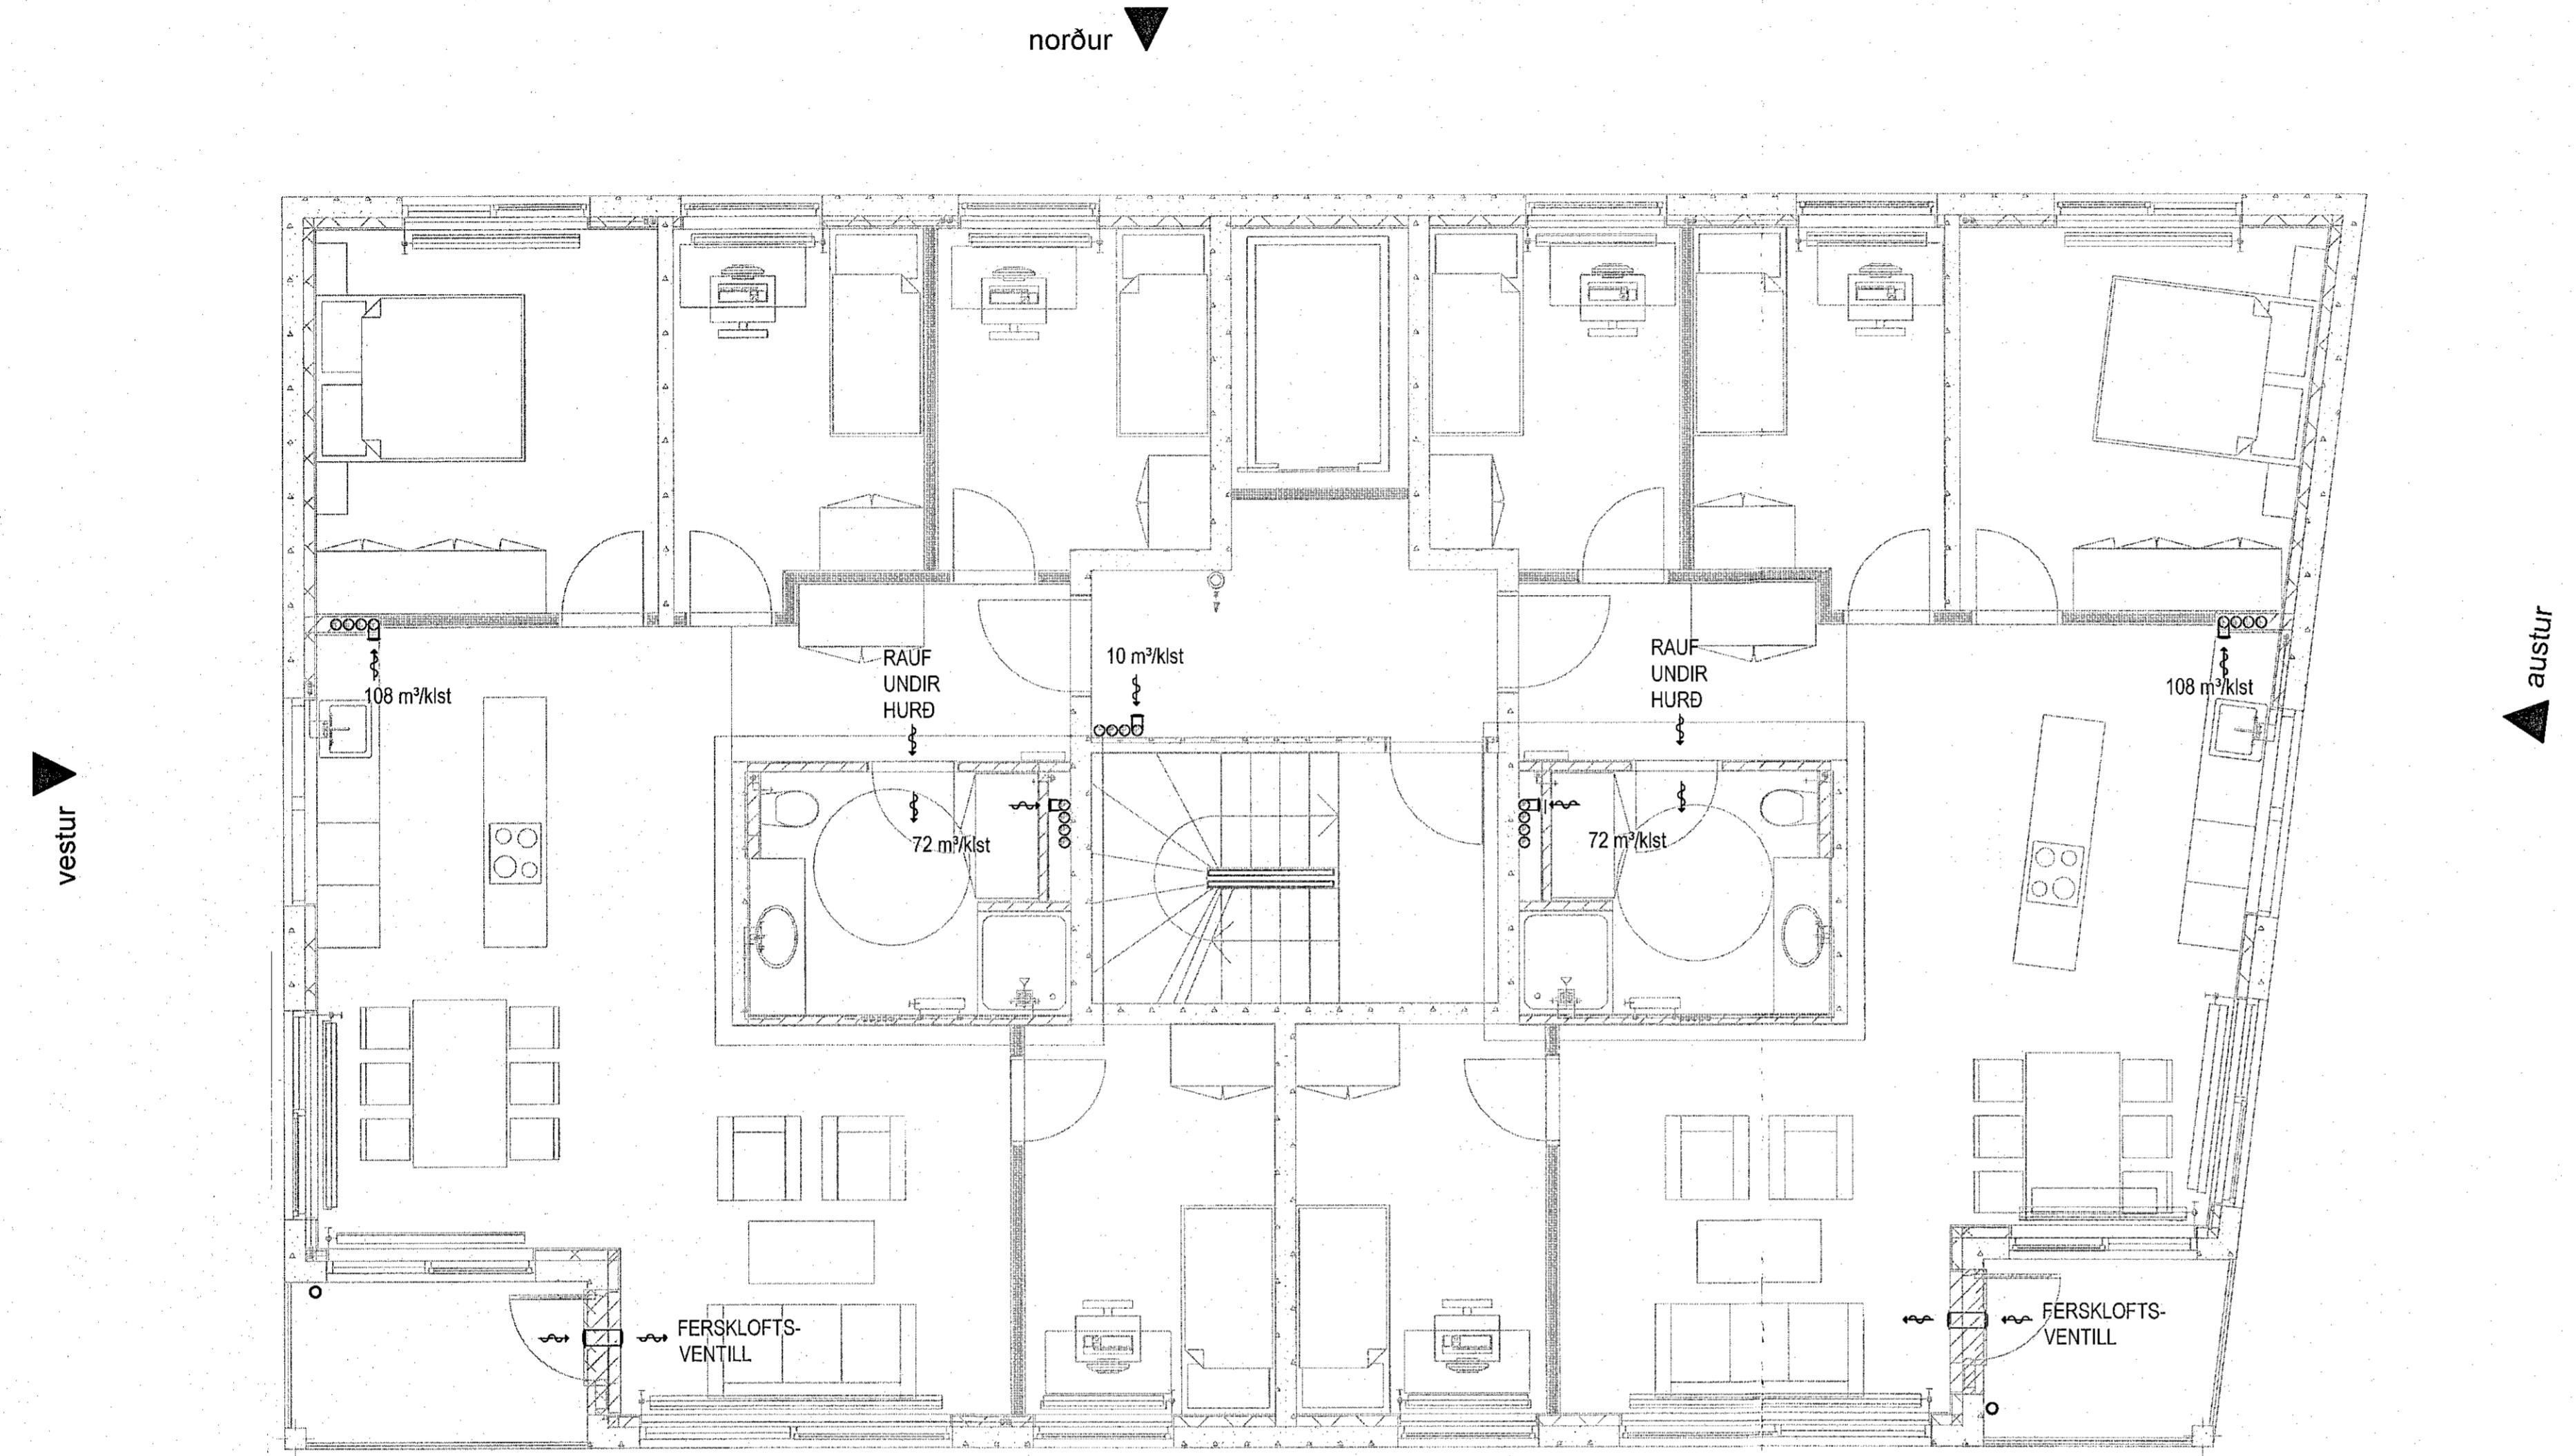 norður
RAUF
UNDIR
HURÐ
10 m³/klst
RAUF
UNDIR
HURÐ
108 m³/klst
108 m³/klst
vestur
austur
72 m³/klst
72 m³/klst
FERSKLOFTS-
VENTILL
FERSKLOFTS-
VENTILL